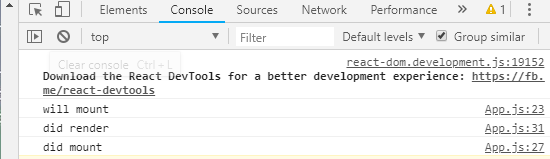 Elements Console Sources Network Performance » 1
top Filter Default levels Group similar
react-dom.development.js:19152
Clear console Ctrl+L
Download the React DevTools for a better development experience: https://fb.
me/react-devtools
will mount App.js:23
did render App.js:31
did mount App.js:27